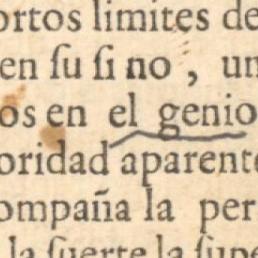 ortos limites de
en ſu ſi no , un
os en el genio
oridad aparente
ompaña la per
la ſuerte la ſupe